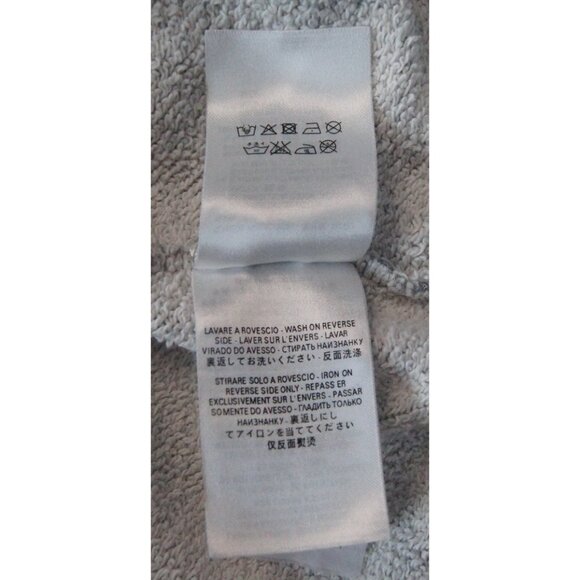 LAVARE A ROVESCIO - WASH ON REVERSE
SIDE - LAVER SUR L'ENVERS - LAVAR
VIRADO DO AVESSO - СТИРАТЬ НАИЗНАНКУ
裏返してお洗いください - 反面洗涤
STIRARE SOLO A ROVESCIO - IRON ON
REVERSE SIDE ONLY - REPASS ER
EXCLUSIVEMENT SUR L'ENVERS - PASSAR
SOMENTE DO AVESSO - ГЛАДИТЬ ТОЛЬКО
НАИЗНАНКУ - 裏返しにし
てアイロンを当ててください
仅反面熨烫